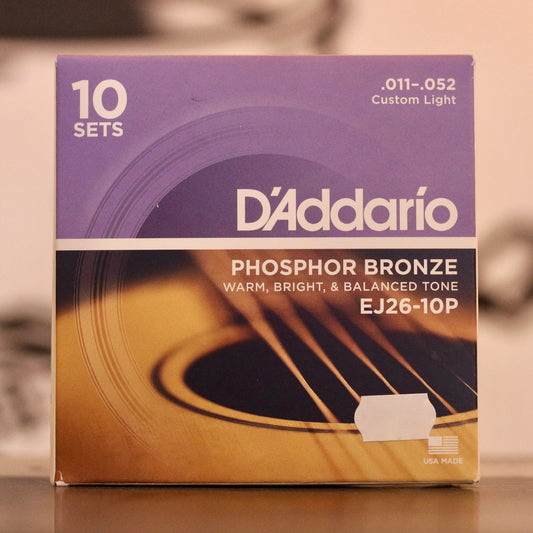 10
SETS
.011–.052
Custom Light
D'Addario
PHOSPHOR BRONZE
WARM, BRIGHT, & BALANCED TONE
EJ26-10P
USA MADE